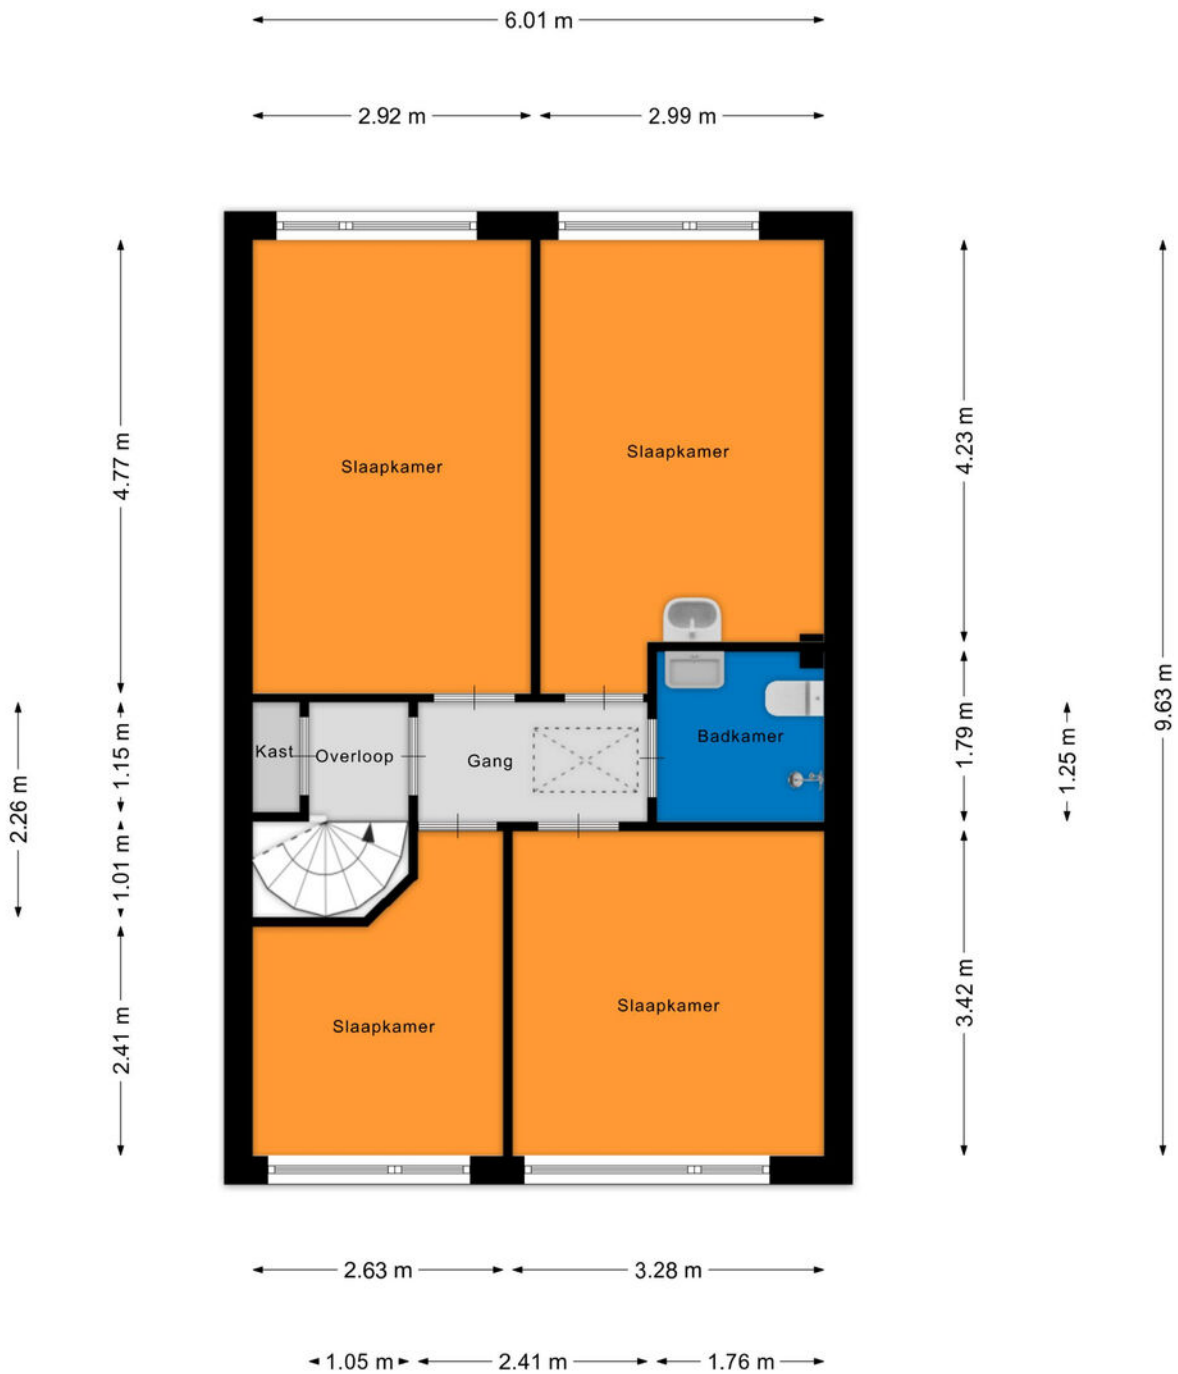 6.01 m
2.92 m
2.99 m
4.77 m
4.23 m
9.63 m
Slaapkamer
Slaapkamer
2.26 m
1.15 m
1.79 m
1.25 m
Kast
Overloop
Gang
Badkamer
1.01 m
2.41 m
3.42 m
Slaapkamer
Slaapkamer
2.63 m
3.28 m
1.05 m
2.41 m
1.76 m